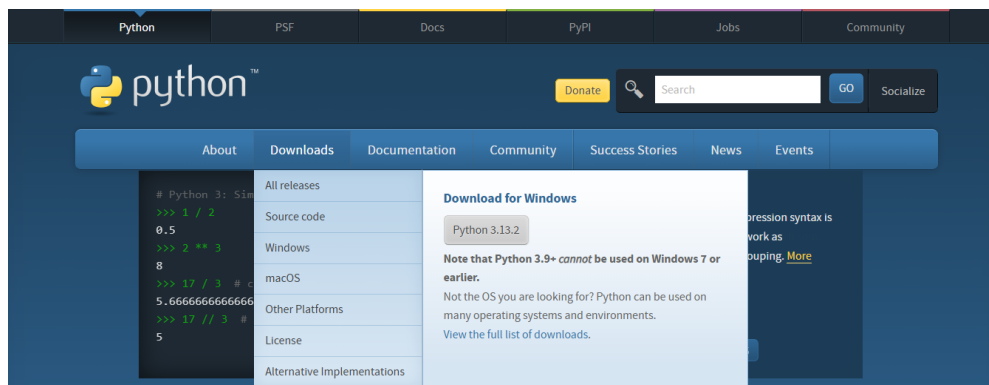 Python PSF Docs PyPI Jobs Community
python™
Donate Search GO Socialize
About Downloads Documentation Community Success Stories News Events
# Python 3: Sim
>>> 1 / 2
0.5
>>> 2 ** 3
8
>>> 17 / 3 # c
5.6666666666666
>>> 17 // 3 #
5
All releases
Source code
Windows
macOS
Other Platforms
License
Alternative Implementations
Download for Windows
Python 3.13.2
Note that Python 3.9+ cannot be used on Windows 7 or
earlier.
Not the OS you are looking for? Python can be used on
many operating systems and environments.
View the full list of downloads.
pression syntax is
work as
ouping. More